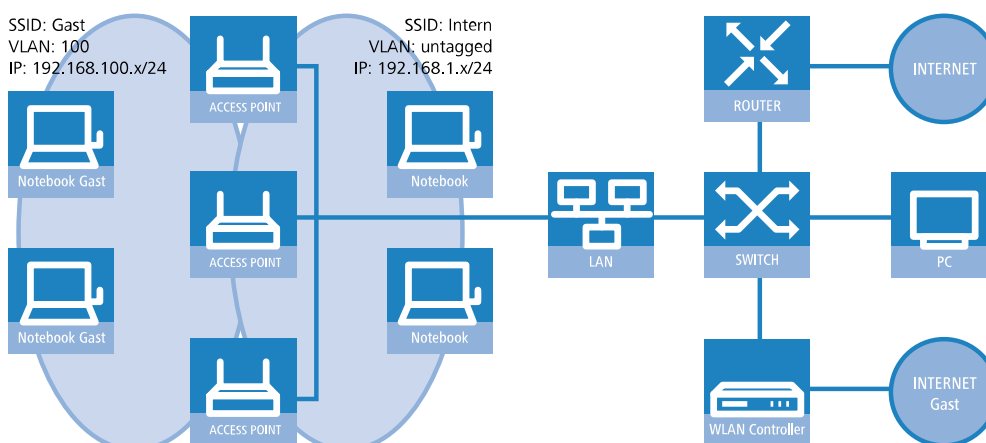 SSID: Gast
VLAN: 100
IP: 192.168.100.x/24
SSID: Intern
VLAN: untagged
IP: 192.168.1.x/24
ACCESS POINT
ROUTER
INTERNET
Notebook Gast
Notebook
ACCESS POINT
LAN
SWITCH
PC
Notebook Gast
Notebook
ACCESS POINT
WLAN Controller
INTERNET
Gast